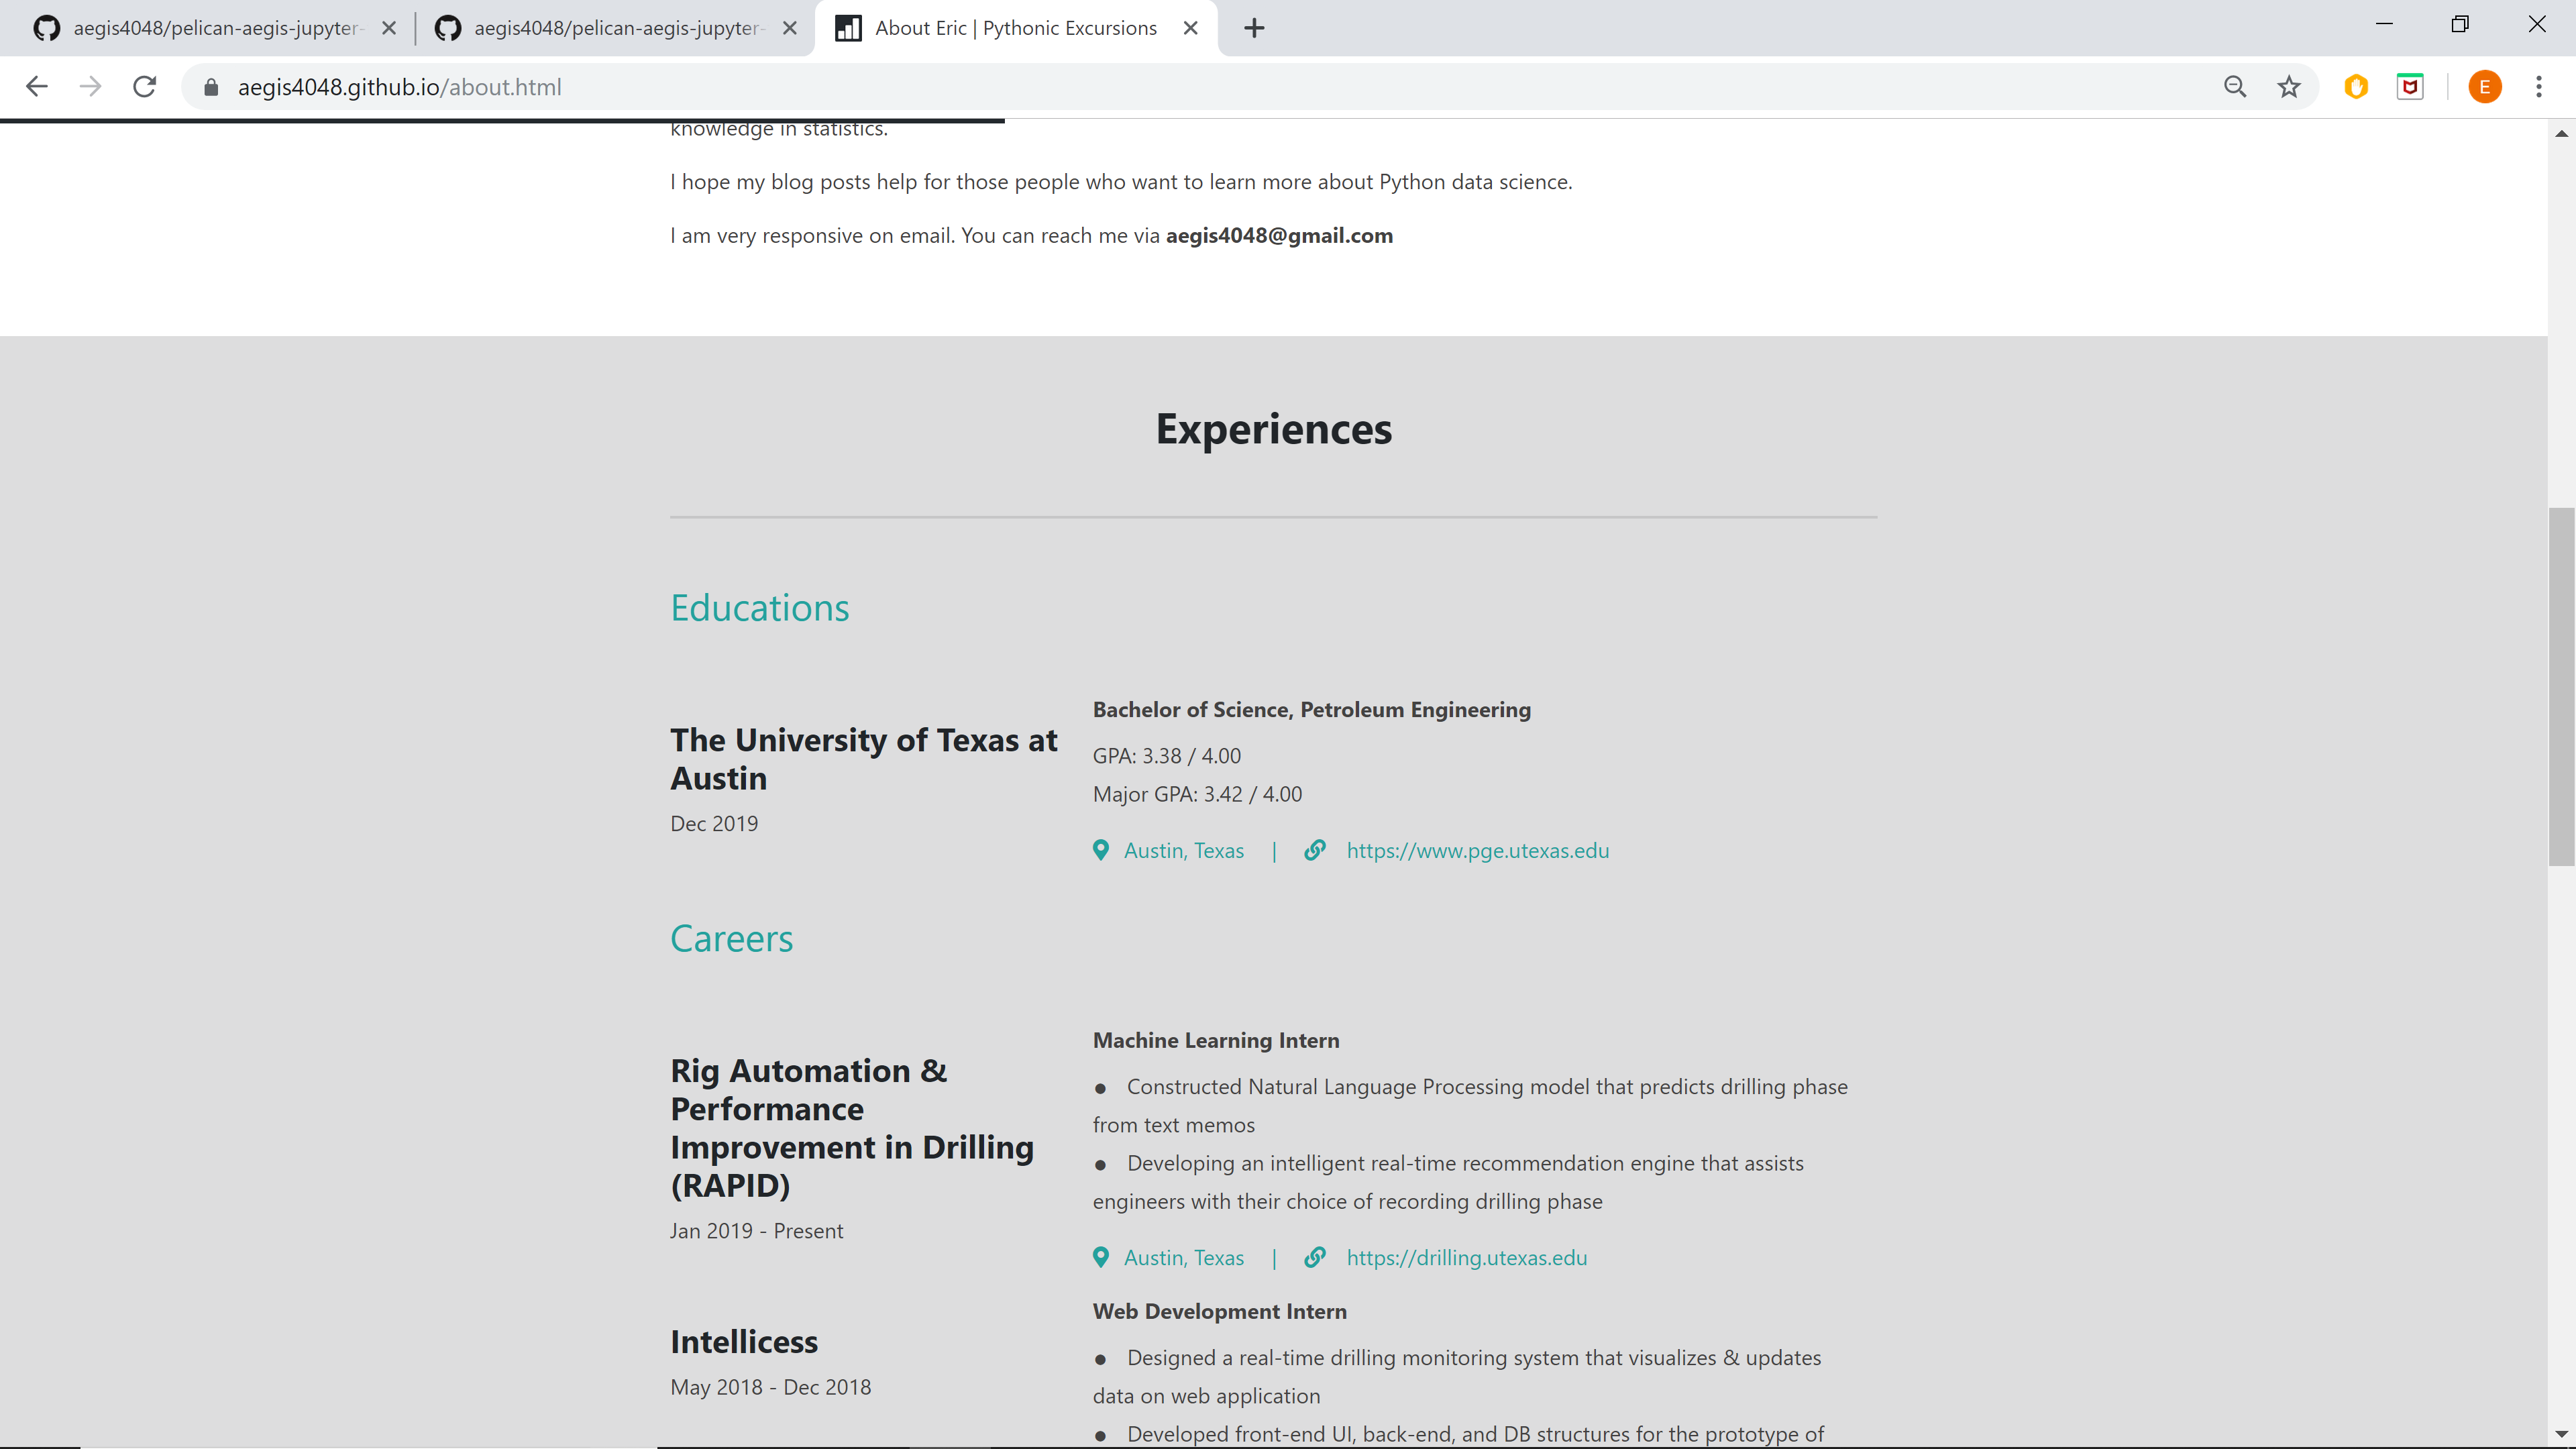 aegis4048/pelican-aegis-jupyter-
aegis4048/pelican-aegis-jupyter-
About Eric | Pythonic Excursions
aegis4048.github.io/about.html
E
knowledge in statistics.
I hope my blog posts help for those people who want to learn more about Python data science.
I am very responsive on email. You can reach me via aegis4048@gmail.com
Experiences
Educations
The University of Texas at
Austin
Dec 2019
Bachelor of Science, Petroleum Engineering
GPA: 3.38 / 4.00
Major GPA: 3.42 / 4.00
Austin, Texas | https://www.pge.utexas.edu
Careers
Rig Automation &
Performance
Improvement in Drilling
(RAPID)
Jan 2019 - Present
Machine Learning Intern
● Constructed Natural Language Processing model that predicts drilling phase
from text memos
● Developing an intelligent real-time recommendation engine that assists
engineers with their choice of recording drilling phase
Austin, Texas | https://drilling.utexas.edu
Intellicess
May 2018 - Dec 2018
Web Development Intern
● Designed a real-time drilling monitoring system that visualizes & updates
data on web application
● Developed front-end UI, back-end, and DB structures for the prototype of